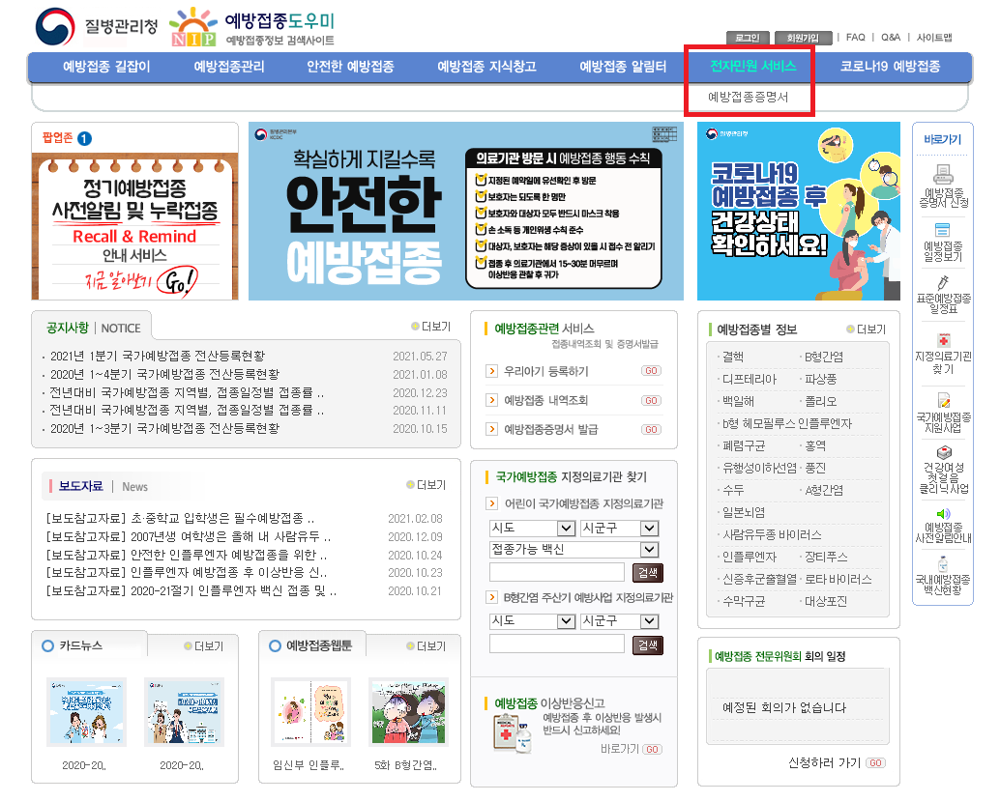 질병관리청
NIP
예방접종도우미
예방접종정보 검색사이트
로그인 회원가입 | FAQ | Q&A | 사이트맵
예방접종 길잡이 예방접종관리 안전한 예방접종 예방접종 지식창고 예방접종 알림터 전자민원 서비스 코로나19 예방접종
예방접종증명서
팝업존 1
정기예방접종
사전알림 및 누락접종
Recall & Remind
안내 서비스
지금 알아보기 Go!
질병관리본부
KCDC
확실하게 지킬수록
안전한
예방접종
의료기관 방문 시 예방접종 행동 수칙
지정된 예약일에 유선확인 후 방문
보호자는 되도록 한 명만
보호자와 대상자 모두 반드시 마스크 착용
손 소독 등 개인위생 수칙 준수
대상자, 보호자는 해당 증상이 있을 시 접수 전 알리기
접종 후 의료기관에서 15~30분 머무르며
이상반응 관찰 후 귀가
질병관리청
코로나19
예방접종 후
건강상태
확인하세요!
바로가기
예방접종
증명서 신청
예방접종
일정보기
표준예방접종
일정표
지정의료기관
찾기
국가예방접종
지원사업
건강여성
첫걸음
클리닉사업
예방접종
사전알림안내
국내예방접종
백신현황
공지사항 | NOTICE 더보기
· 2021년 1분기 국가예방접종 전산등록현황 2021.05.27
· 2020년 1~4분기 국가예방접종 전산등록현황 2021.01.08
· 전년대비 국가예방접종 지역별, 접종일정별 접종률 .. 2020.12.23
· 전년대비 국가예방접종 지역별, 접종일정별 접종률 .. 2020.11.11
· 2020년 1~3분기 국가예방접종 전산등록현황 2020.10.15
예방접종관련 서비스
접종내역조회 및 증명서발급
우리아기 등록하기 GO
예방접종 내역조회 GO
예방접종증명서 발급 GO
예방접종별 정보 더보기
· 결핵 · B형간염
· 디프테리아 · 파상풍
· 백일해 · 폴리오
· b형 헤모필루스 인플루엔자
· 폐렴구균 · 홍역
· 유행성이하선염 · 풍진
· 수두 · A형간염
· 일본뇌염
· 사람유두종 바이러스
· 인플루엔자 · 장티푸스
· 신증후군출혈열 · 로타 바이러스
· 수막구균 · 대상포진
보도자료 | News 더보기
[보도참고자료] 초·중학교 입학생은 필수예방접종 .. 2021.02.08
[보도참고자료] 2007년생 여학생은 올해 내 사람유두 .. 2020.12.09
[보도참고자료] 안전한 인플루엔자 예방접종을 위한 .. 2020.10.24
[보도참고자료] 인플루엔자 예방접종 후 이상반응 신.. 2020.10.23
[보도참고자료] 2020-21절기 인플루엔자 백신 접종 및 .. 2020.10.21
국가예방접종 지정의료기관 찾기
어린이 국가예방접종 지정의료기관
시도 시군구
접종가능 백신
검색
B형간염 주산기 예방사업 지정의료기관
시도 시군구
검색
카드뉴스 더보기
2020-20.. 2020-20..
예방접종웹툰 더보기
임신부 인플루.. 5화 B형간염..
예방접종 이상반응신고
MEDICAL REPORTS
예방접종 후 이상반응 발생시
반드시 신고하세요!
바로가기 GO
예방접종 전문위원회 회의 일정
예정된 회의가 없습니다
신청하러 가기 GO